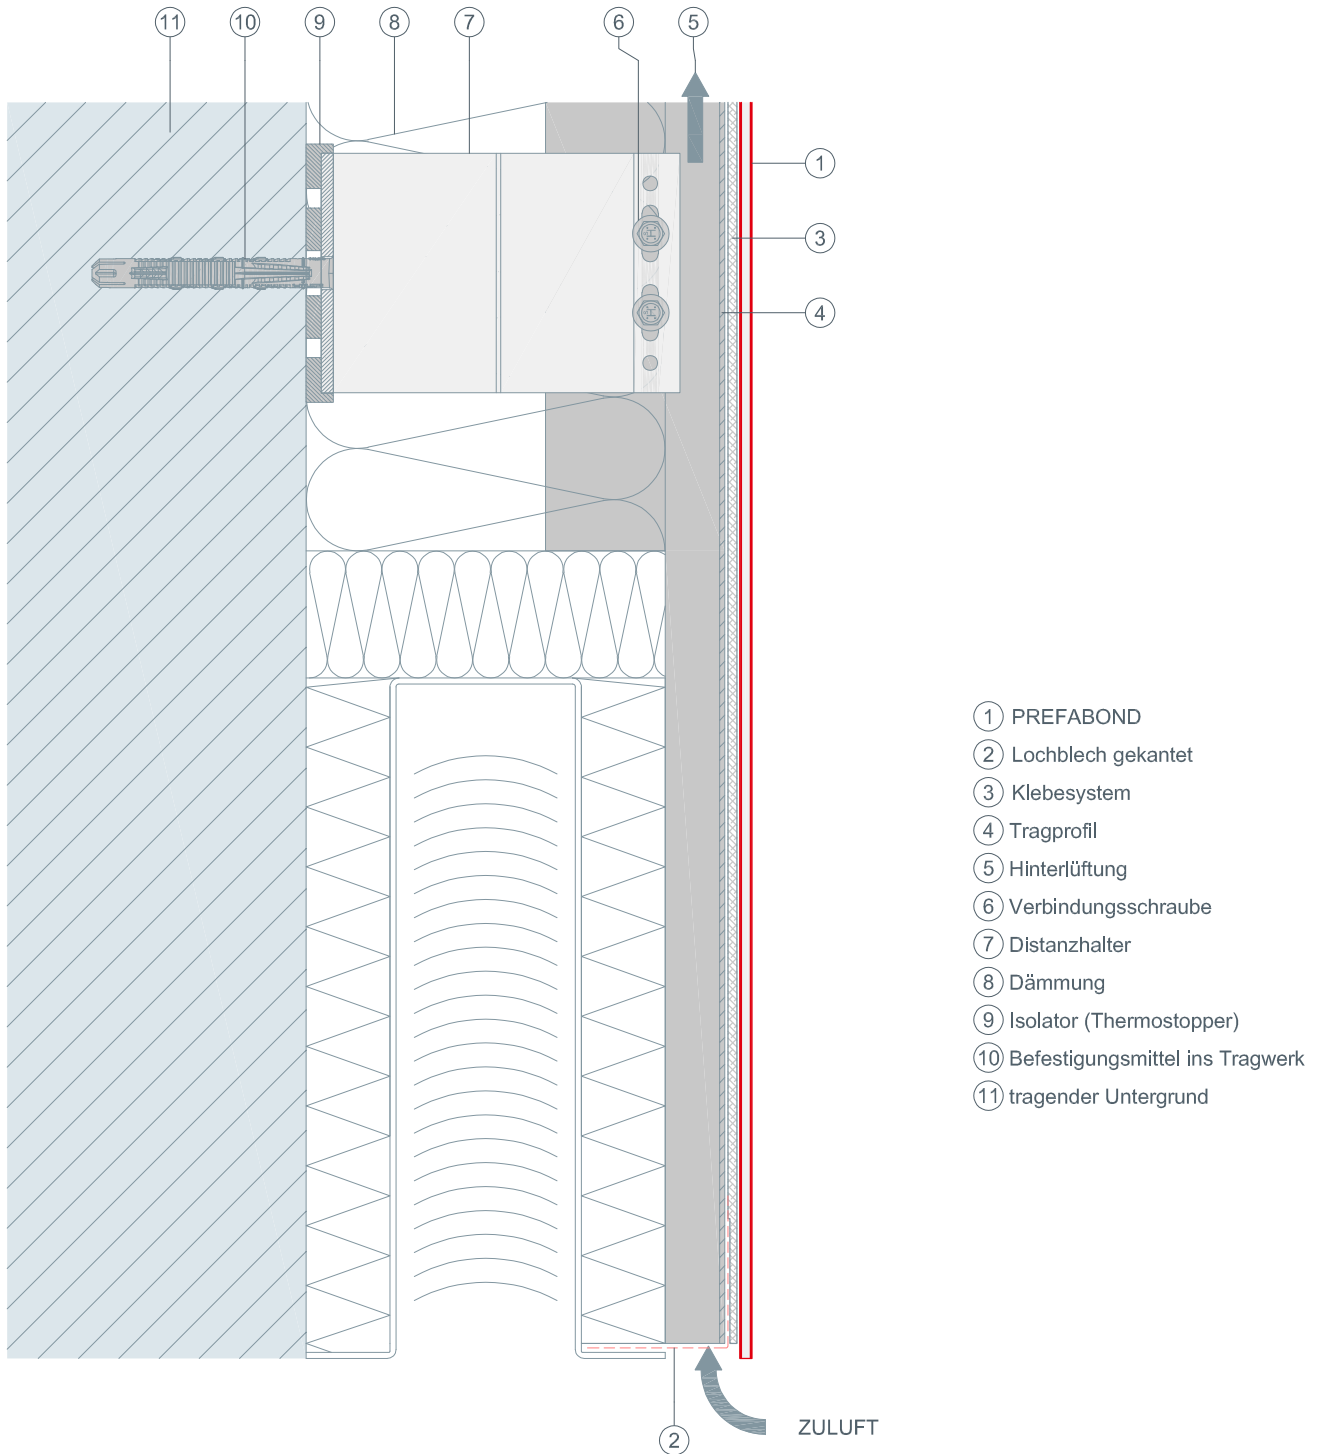 11 10 9 8 7 6 5
1
3
4
1 PREFABOND
2 Lochblech gekantet
3 Klebesystem
4 Tragprofil
5 Hinterlüftung
6 Verbindungsschraube
7 Distanzhalter
8 Dämmung
9 Isolator (Thermostopper)
10 Befestigungsmittel ins Tragwerk
11 tragender Untergrund
ZULUFT
2